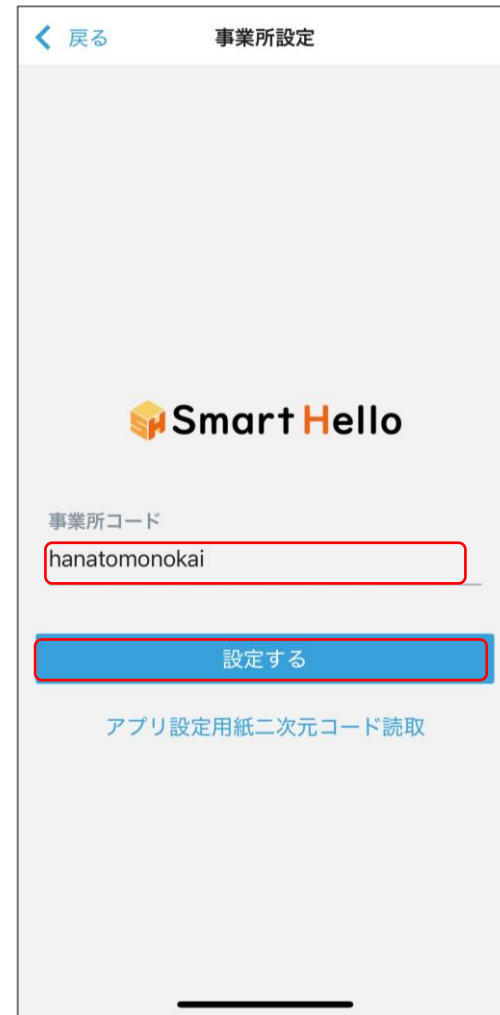 戻る 事業所設定
Smart Hello
事業所コード
hanatomonokai
設定する
アプリ設定用紙二次元コード読取